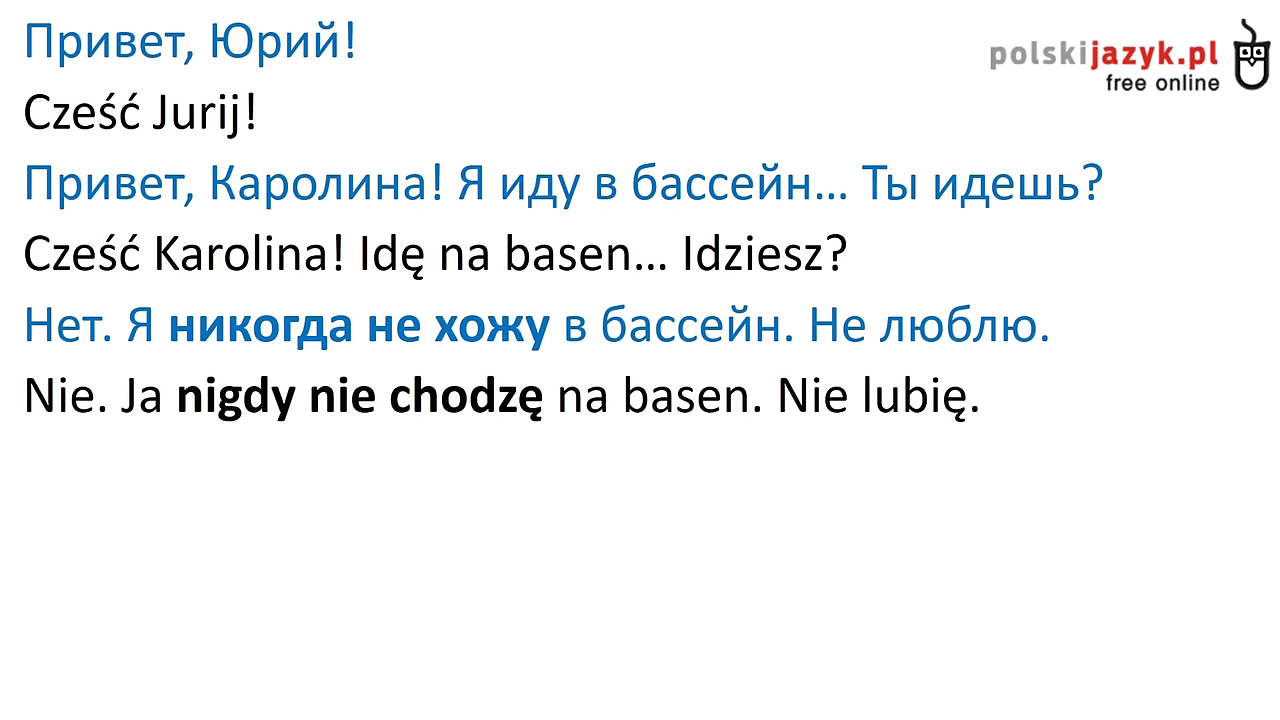 Привет, Юрий!
polskijazyk.pl
free online
Cześć Jurij!
Привет, Каролина! Я иду в бассейн... Ты идешь?
Cześć Karolina! Idę na basen... Idziesz?
Нет. Я никогда не хожу в бассейн. Не люблю.
Nie. Ja nigdy nie chodzę na basen. Nie lubię.